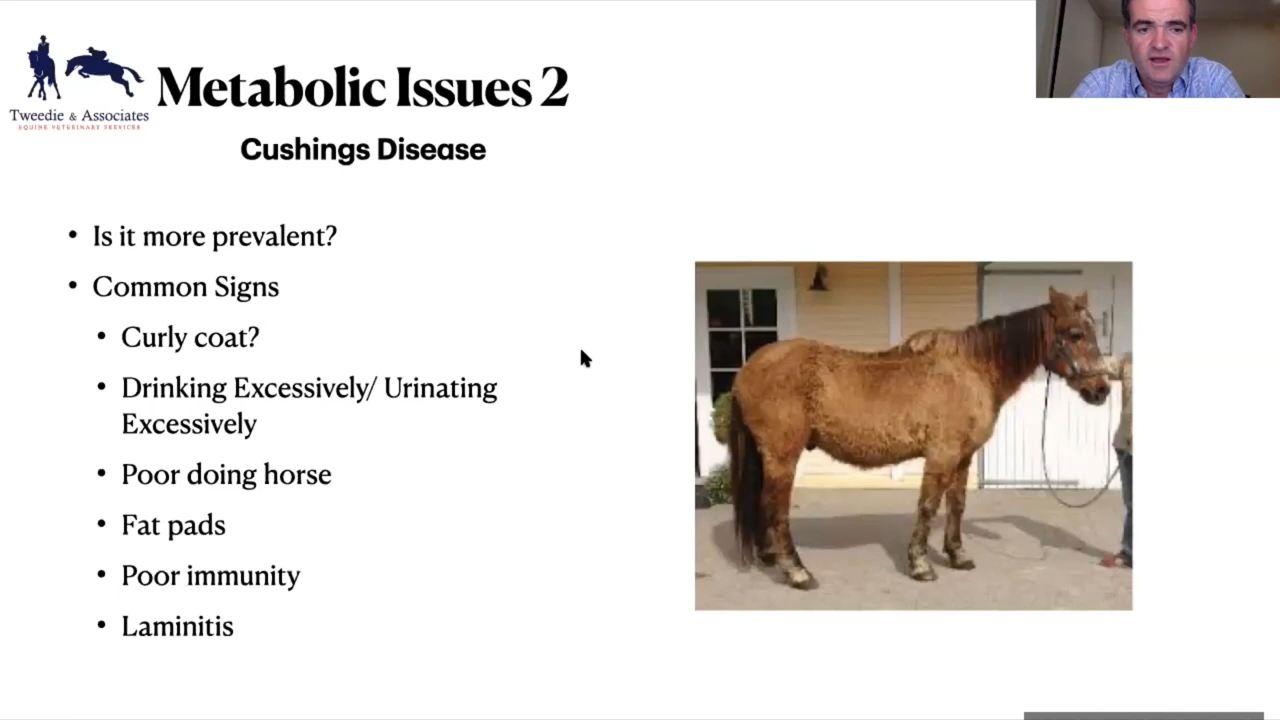 Tweedie & Associates
EQUINE VETERINARY SERVICES
Metabolic Issues 2
Cushings Disease
• Is it more prevalent?
• Common Signs
• Curly coat?
• Drinking Excessively/ Urinating
Excessively
• Poor doing horse
• Fat pads
• Poor immunity
• Laminitis